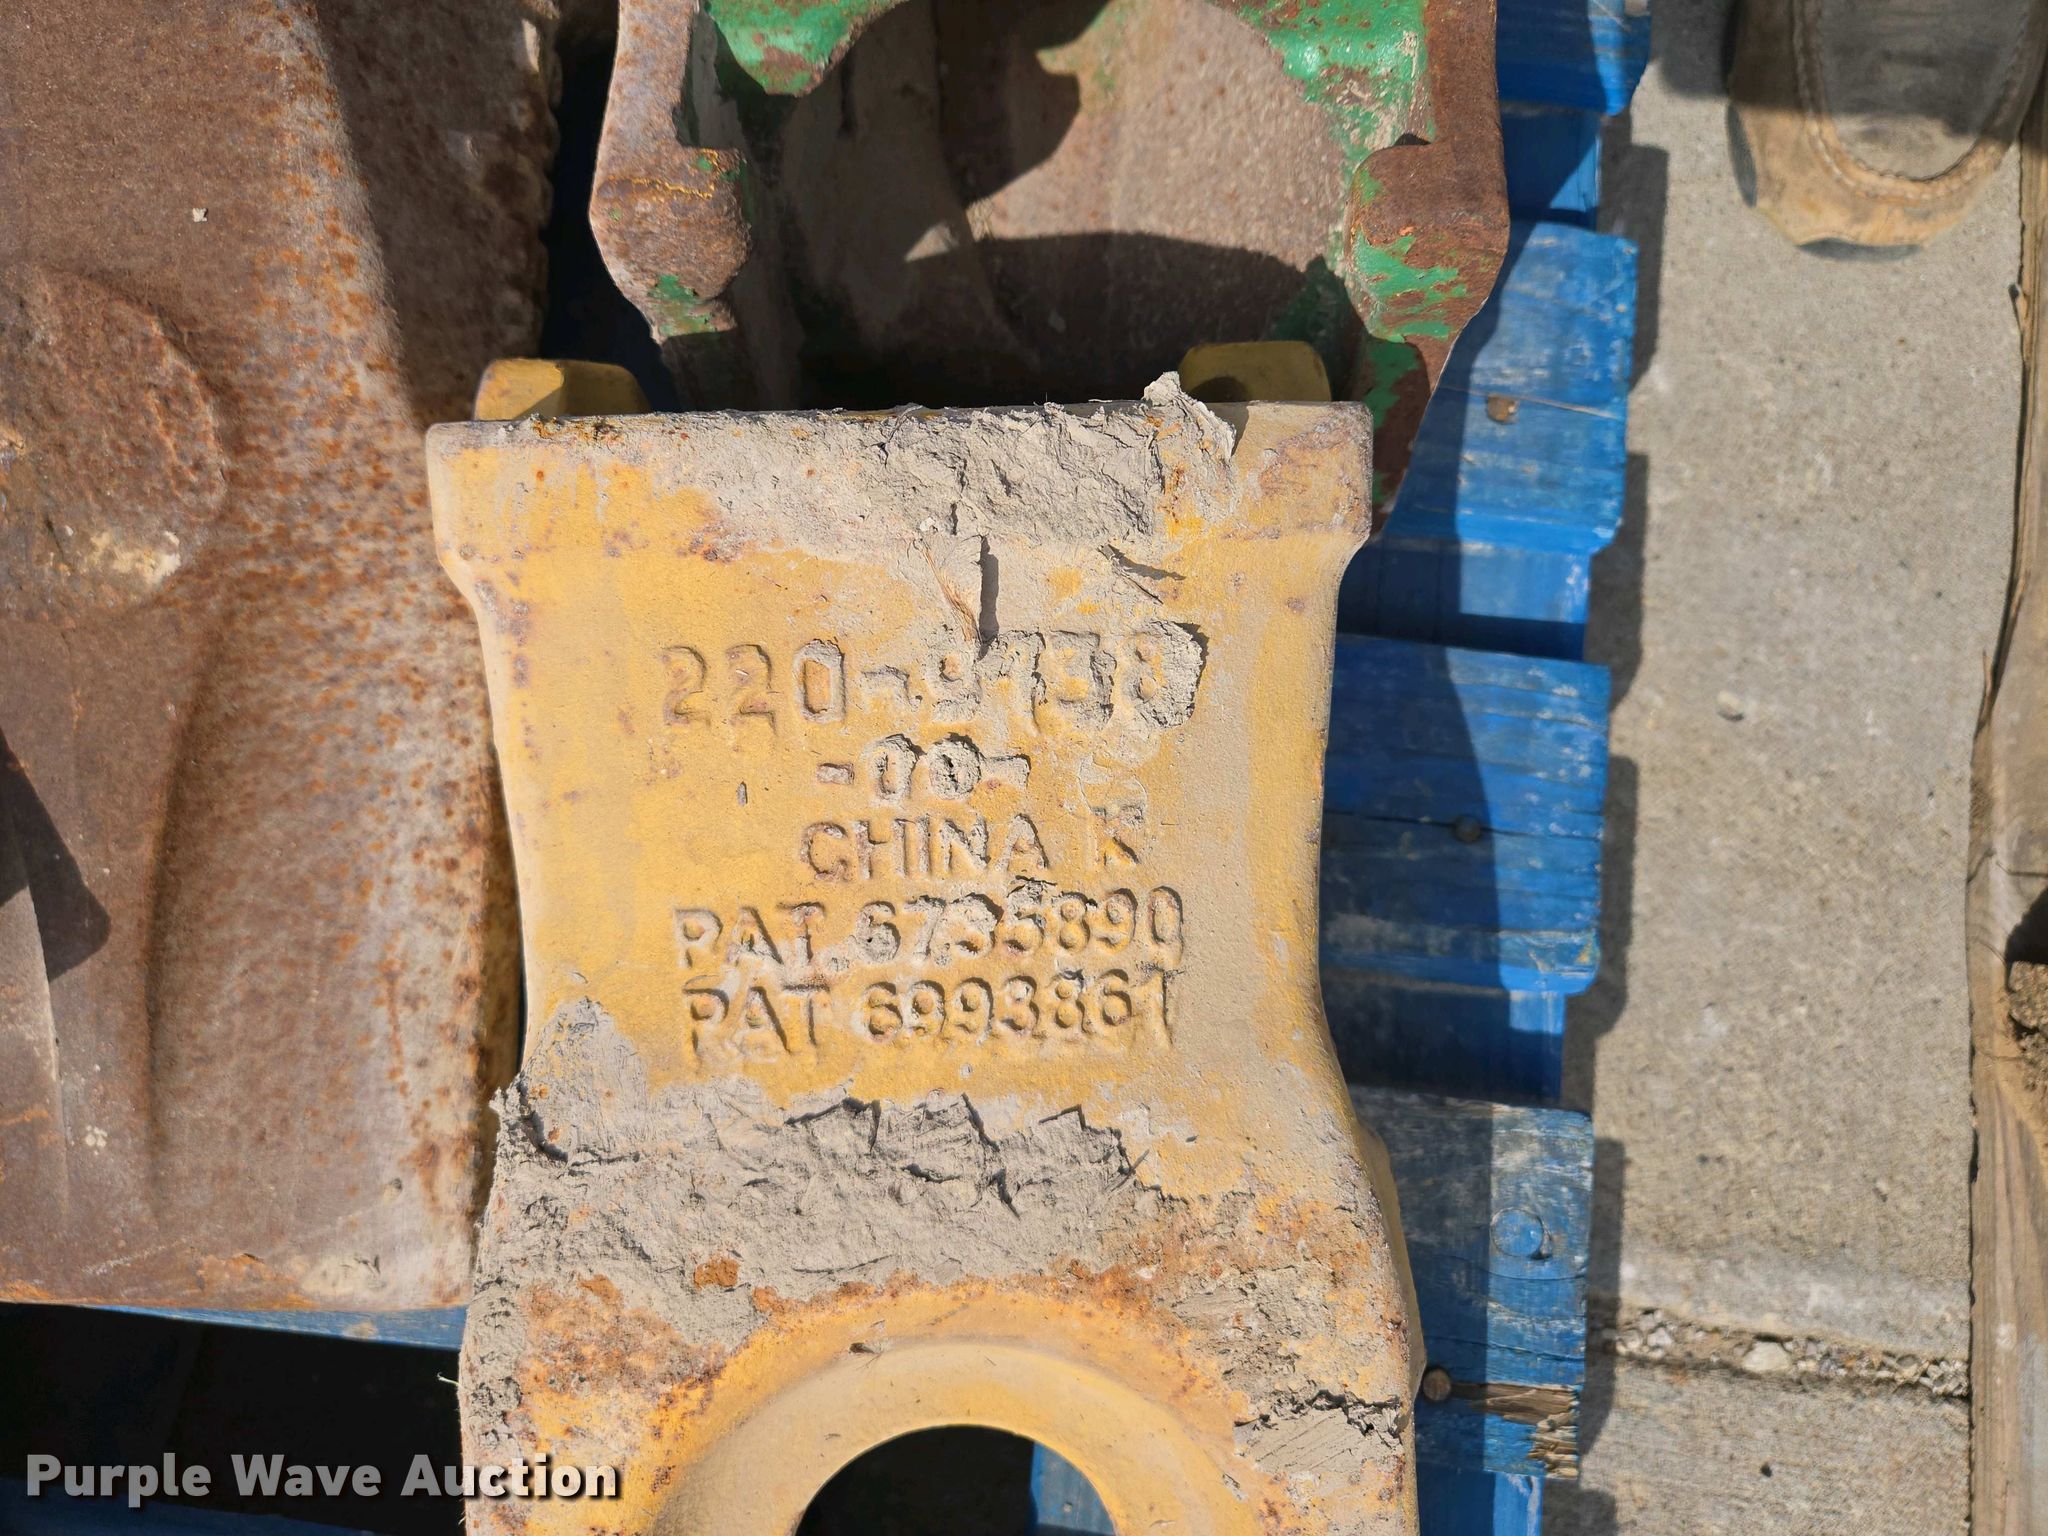 220-9138
-00-
CHINA K
PAT. 6735890
PAT 6993861
Purple Wave Auction